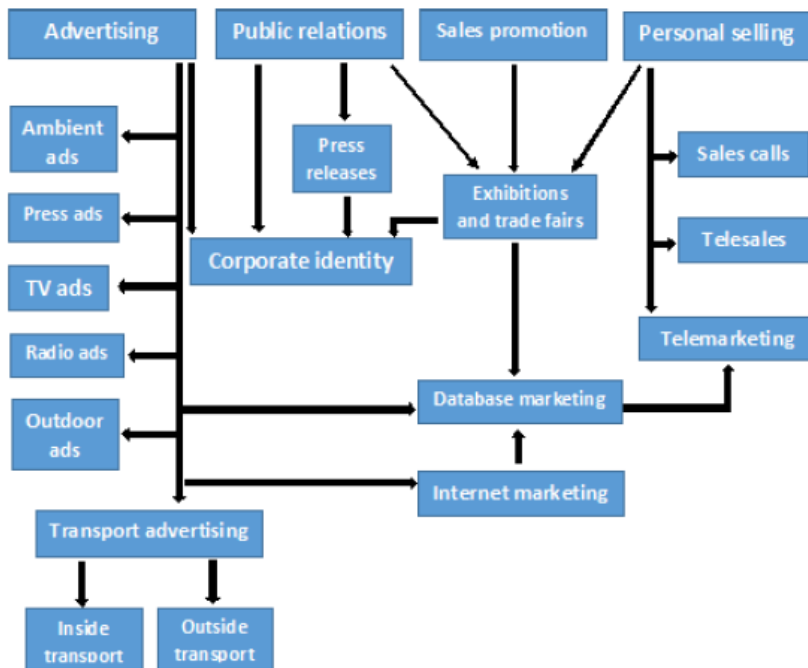 Advertising
Public relations
Sales promotion
Personal selling
Ambient
ads
Press
releases
Sales calls
Press ads
Exhibitions
and trade fairs
Telesales
Corporate identity
TV ads
Radio ads
Telemarketing
Outdoor
ads
Database marketing
Internet marketing
Transport advertising
Inside
transport
Outside
transport